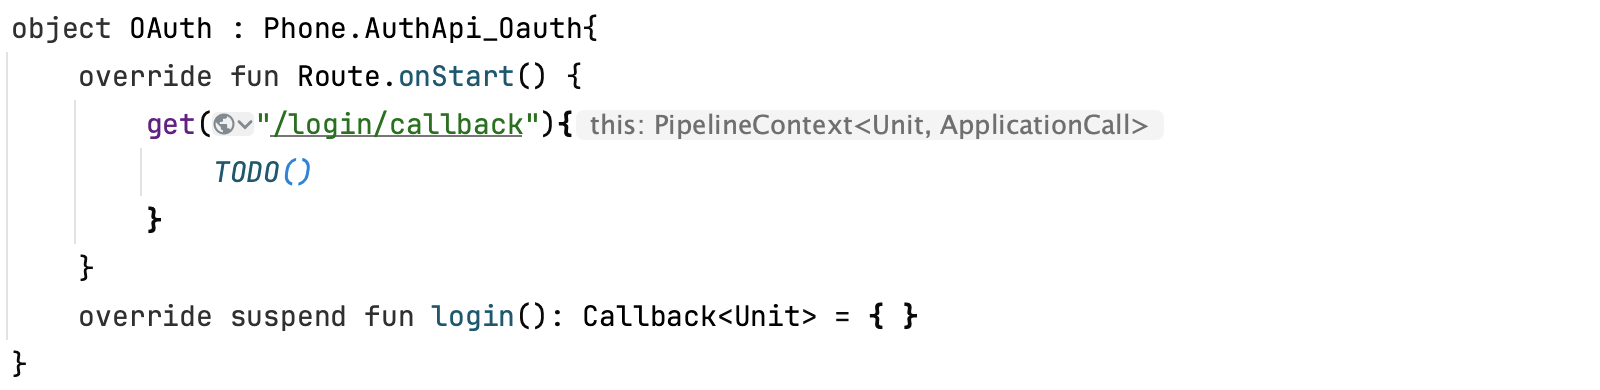 object OAuth : Phone.AuthApi_Oauth{
override fun Route.onStart() {
get("/login/callback"){ this: PipelineContext<Unit, ApplicationCall>
TODO()
}
}
override suspend fun login(): Callback<Unit> = { }
}